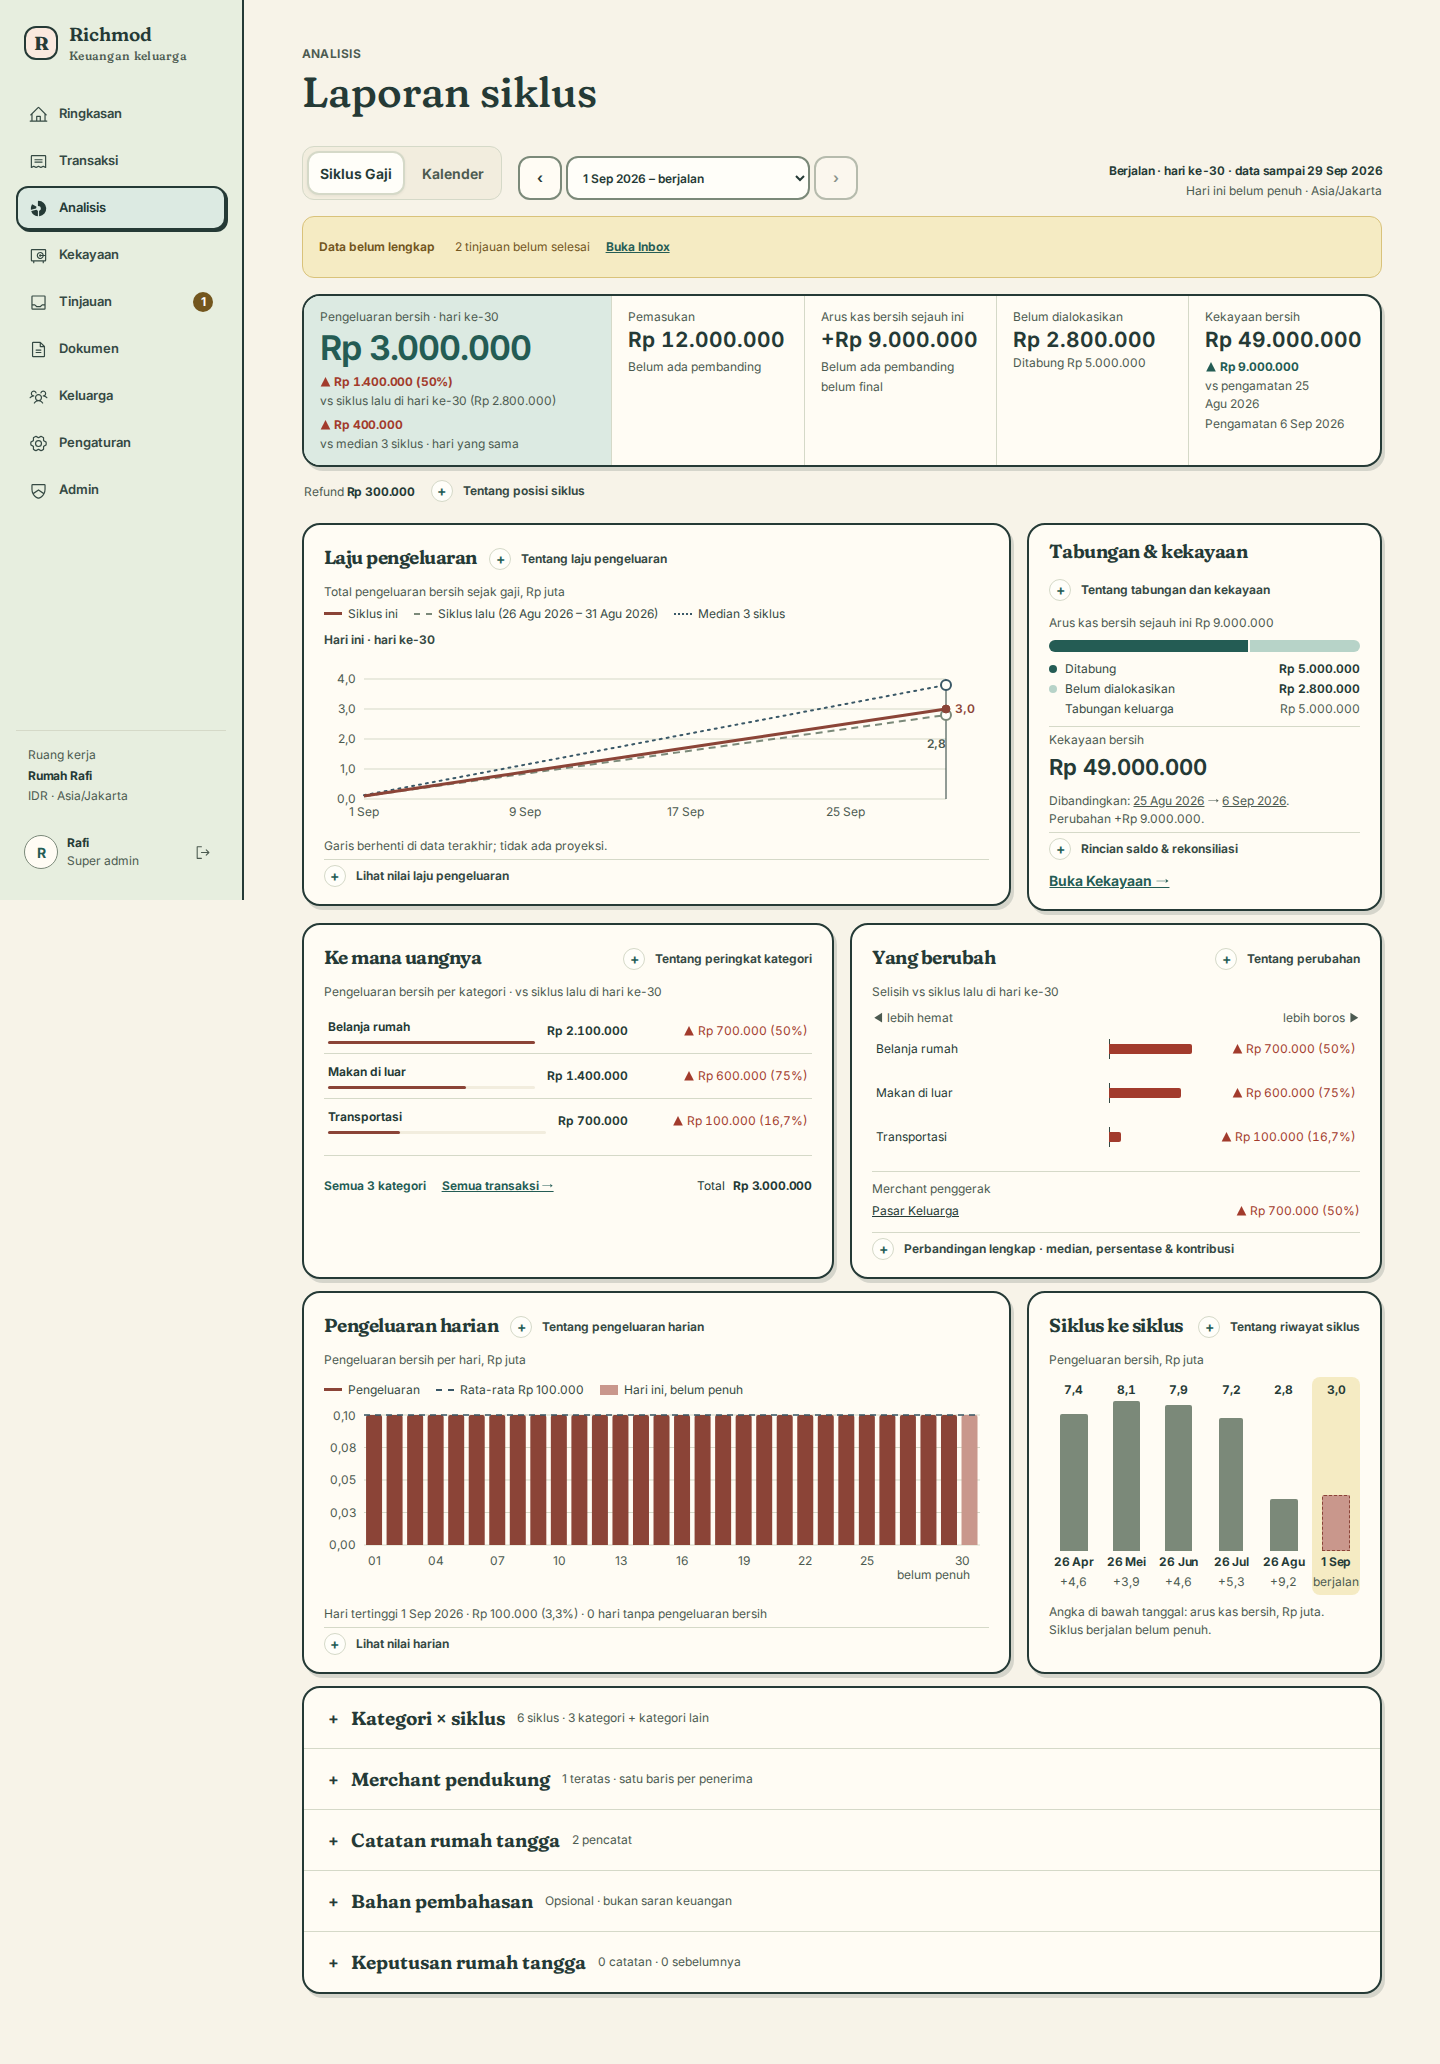 R
Richmod
Keuangan keluarga
Ringkasan
Transaksi
Analisis
Kekayaan
Tinjauan 1
Dokumen
Keluarga
Pengaturan
Admin
Ruang kerja
Rumah Rafi
IDR · Asia/Jakarta
R
Rafi
Super admin
ANALISIS
Laporan siklus
Siklus Gaji Kalender ‹ 1 Sep 2026 – berjalan ›
Berjalan · hari ke-30 · data sampai 29 Sep 2026
Hari ini belum penuh · Asia/Jakarta
Data belum lengkap 2 tinjauan belum selesai Buka Inbox
Pengeluaran bersih · hari ke-30
Rp 3.000.000
▲ Rp 1.400.000 (50%)
vs siklus lalu di hari ke-30 (Rp 2.800.000)
▲ Rp 400.000
vs median 3 siklus · hari yang sama
Pemasukan
Rp 12.000.000
Belum ada pembanding
Arus kas bersih sejauh ini
+Rp 9.000.000
Belum ada pembanding
belum final
Belum dialokasikan
Rp 2.800.000
Ditabung Rp 5.000.000
Kekayaan bersih
Rp 49.000.000
▲ Rp 9.000.000
vs pengamatan 25
Agu 2026
Pengamatan 6 Sep 2026
Refund Rp 300.000 + Tentang posisi siklus
Laju pengeluaran + Tentang laju pengeluaran
Total pengeluaran bersih sejak gaji, Rp juta
Siklus ini Siklus lalu (26 Agu 2026 – 31 Agu 2026) Median 3 siklus
Hari ini · hari ke-30
4,0
3,0
2,0
1,0
0,0
3,0
2,8
1 Sep 9 Sep 17 Sep 25 Sep
Garis berhenti di data terakhir; tidak ada proyeksi.
+ Lihat nilai laju pengeluaran
Tabungan & kekayaan
+ Tentang tabungan dan kekayaan
Arus kas bersih sejauh ini Rp 9.000.000
Ditabung Rp 5.000.000
Belum dialokasikan Rp 2.800.000
Tabungan keluarga Rp 5.000.000
Kekayaan bersih
Rp 49.000.000
Dibandingkan: 25 Agu 2026 → 6 Sep 2026.
Perubahan +Rp 9.000.000.
+ Rincian saldo & rekonsiliasi
Buka Kekayaan →
Ke mana uangnya + Tentang peringkat kategori
Pengeluaran bersih per kategori · vs siklus lalu di hari ke-30
Belanja rumah Rp 2.100.000 ▲ Rp 700.000 (50%)
Makan di luar Rp 1.400.000 ▲ Rp 600.000 (75%)
Transportasi Rp 700.000 ▲ Rp 100.000 (16,7%)
Semua 3 kategori Semua transaksi → Total Rp 3.000.000
Yang berubah + Tentang perubahan
Selisih vs siklus lalu di hari ke-30
◀ lebih hemat lebih boros ▶
Belanja rumah ▲ Rp 700.000 (50%)
Makan di luar ▲ Rp 600.000 (75%)
Transportasi ▲ Rp 100.000 (16,7%)
Merchant penggerak
Pasar Keluarga ▲ Rp 700.000 (50%)
+ Perbandingan lengkap · median, persentase & kontribusi
Pengeluaran harian + Tentang pengeluaran harian
Pengeluaran bersih per hari, Rp juta
Pengeluaran Rata-rata Rp 100.000 Hari ini, belum penuh
0,10
0,08
0,05
0,03
0,00
01 04 07 10 13 16 19 22 25 30
belum penuh
Hari tertinggi 1 Sep 2026 · Rp 100.000 (3,3%) · 0 hari tanpa pengeluaran bersih
+ Lihat nilai harian
Siklus ke siklus + Tentang riwayat siklus
Pengeluaran bersih, Rp juta
7,4 8,1 7,9 7,2 2,8 3,0
26 Apr 26 Mei 26 Jun 26 Jul 26 Agu 1 Sep
+4,6 +3,9 +4,6 +5,3 +9,2 berjalan
Angka di bawah tanggal: arus kas bersih, Rp juta.
Siklus berjalan belum penuh.
+ Kategori × siklus 6 siklus · 3 kategori + kategori lain
+ Merchant pendukung 1 teratas · satu baris per penerima
+ Catatan rumah tangga 2 pencatat
+ Bahan pembahasan Opsional · bukan saran keuangan
+ Keputusan rumah tangga 0 catatan · 0 sebelumnya